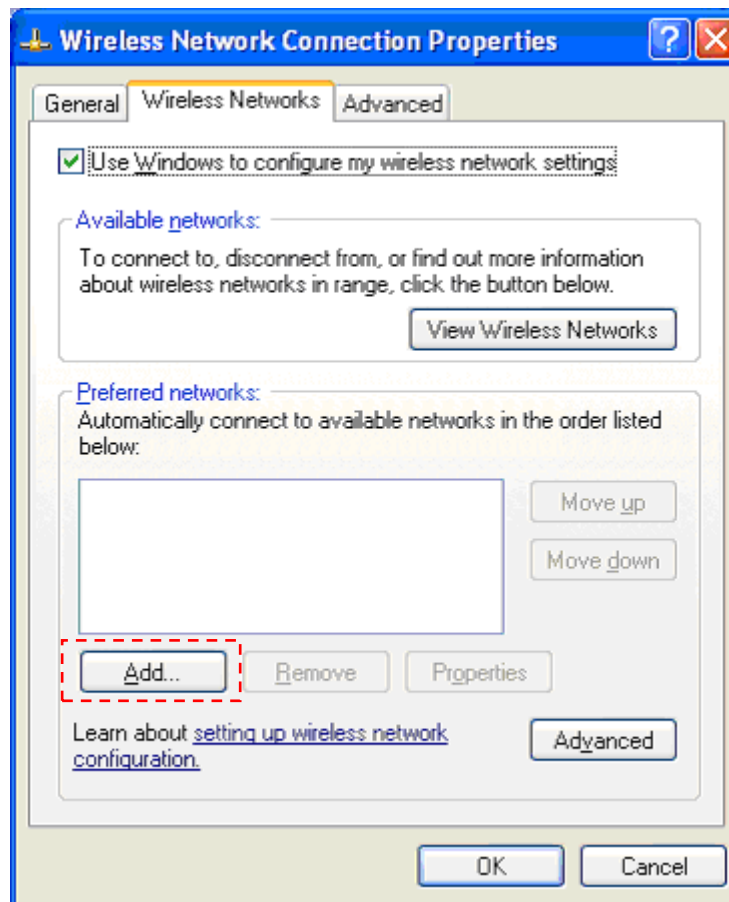 Wireless Network Connection Properties
?
General Wireless Networks Advanced
Use Windows to configure my wireless network settings
Available networks:
To connect to, disconnect from, or find out more information
about wireless networks in range, click the button below.
View Wireless Networks
Preferred networks:
Automatically connect to available networks in the order listed
below:
Move up
Move down
Add... Remove Properties
Learn about setting up wireless network
configuration.
Advanced
OK Cancel